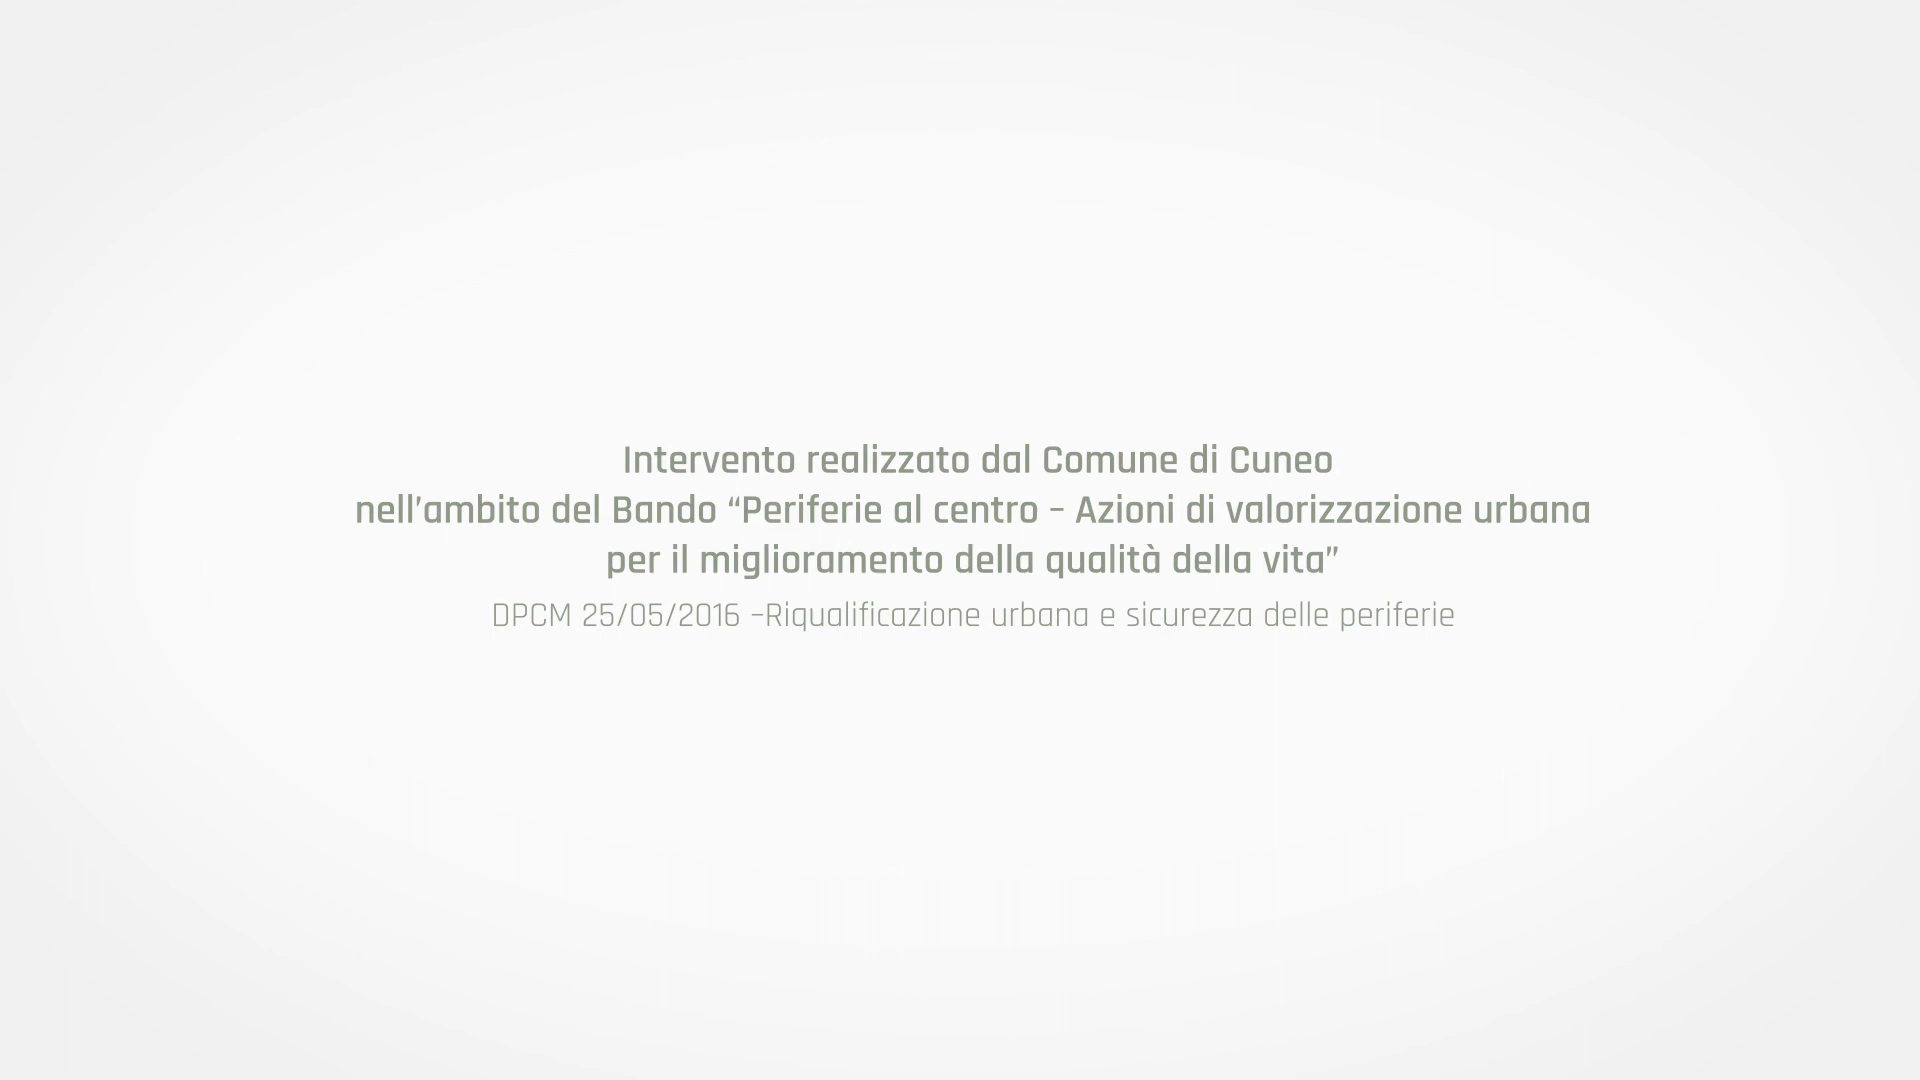 Intervento realizzato dal Comune di Cuneo
nell'ambito del Bando “Periferie al centro – Azioni di valorizzazione urbana
per il miglioramento della qualità della vita”
DPCM 25/05/2016 –Riqualificazione urbana e sicurezza delle periferie